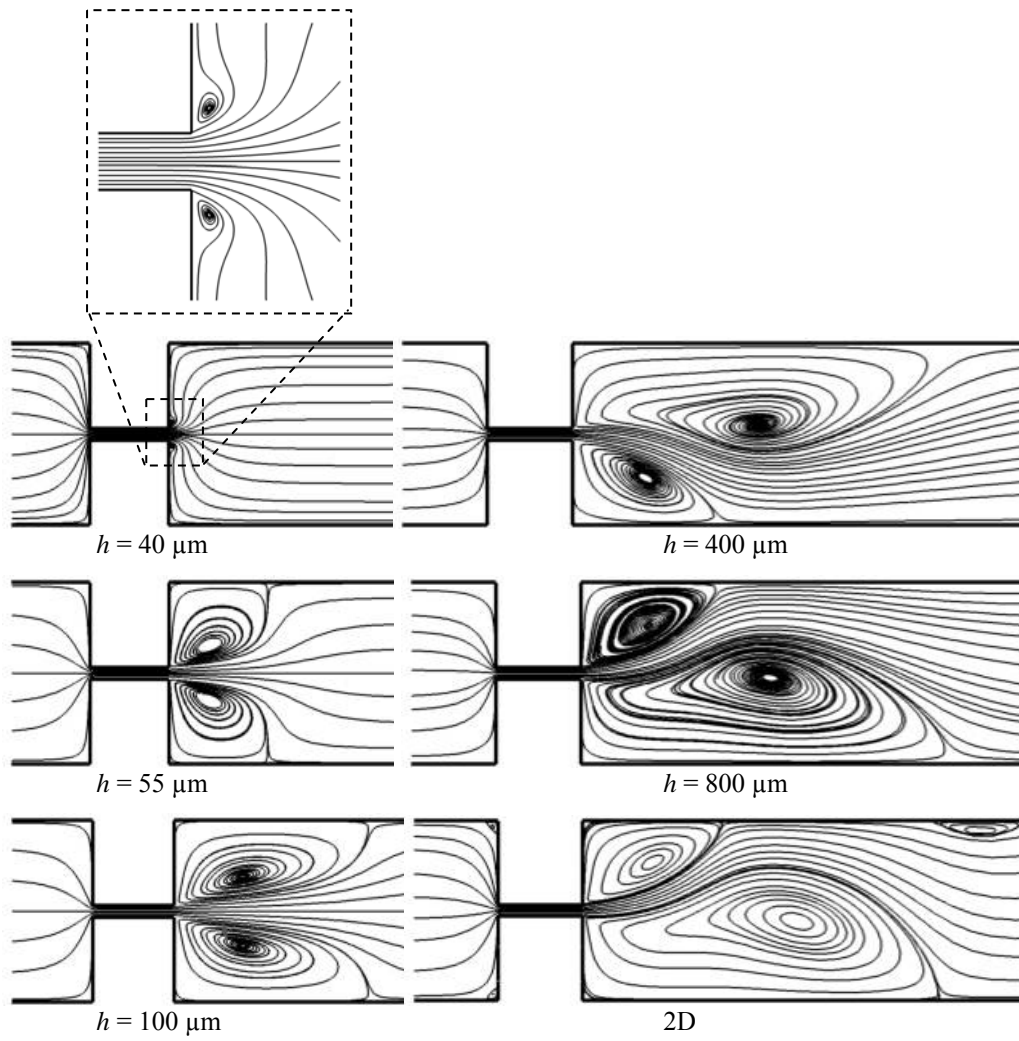 h = 40 µm
h = 400 µm
h = 55 µm
h = 800 µm
h = 100 µm
2D